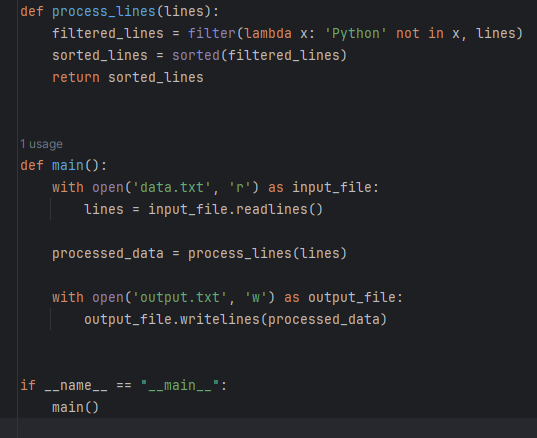 def process_lines(lines):
    filtered_lines = filter(lambda x: 'Python' not in x, lines)
    sorted_lines = sorted(filtered_lines)
    return sorted_lines
1 usage
def main():
    with open('data.txt', 'r') as input_file:
        lines = input_file.readlines()
    processed_data = process_lines(lines)
    with open('output.txt', 'w') as output_file:
        output_file.writelines(processed_data)
if __name__ == "__main__":
    main()